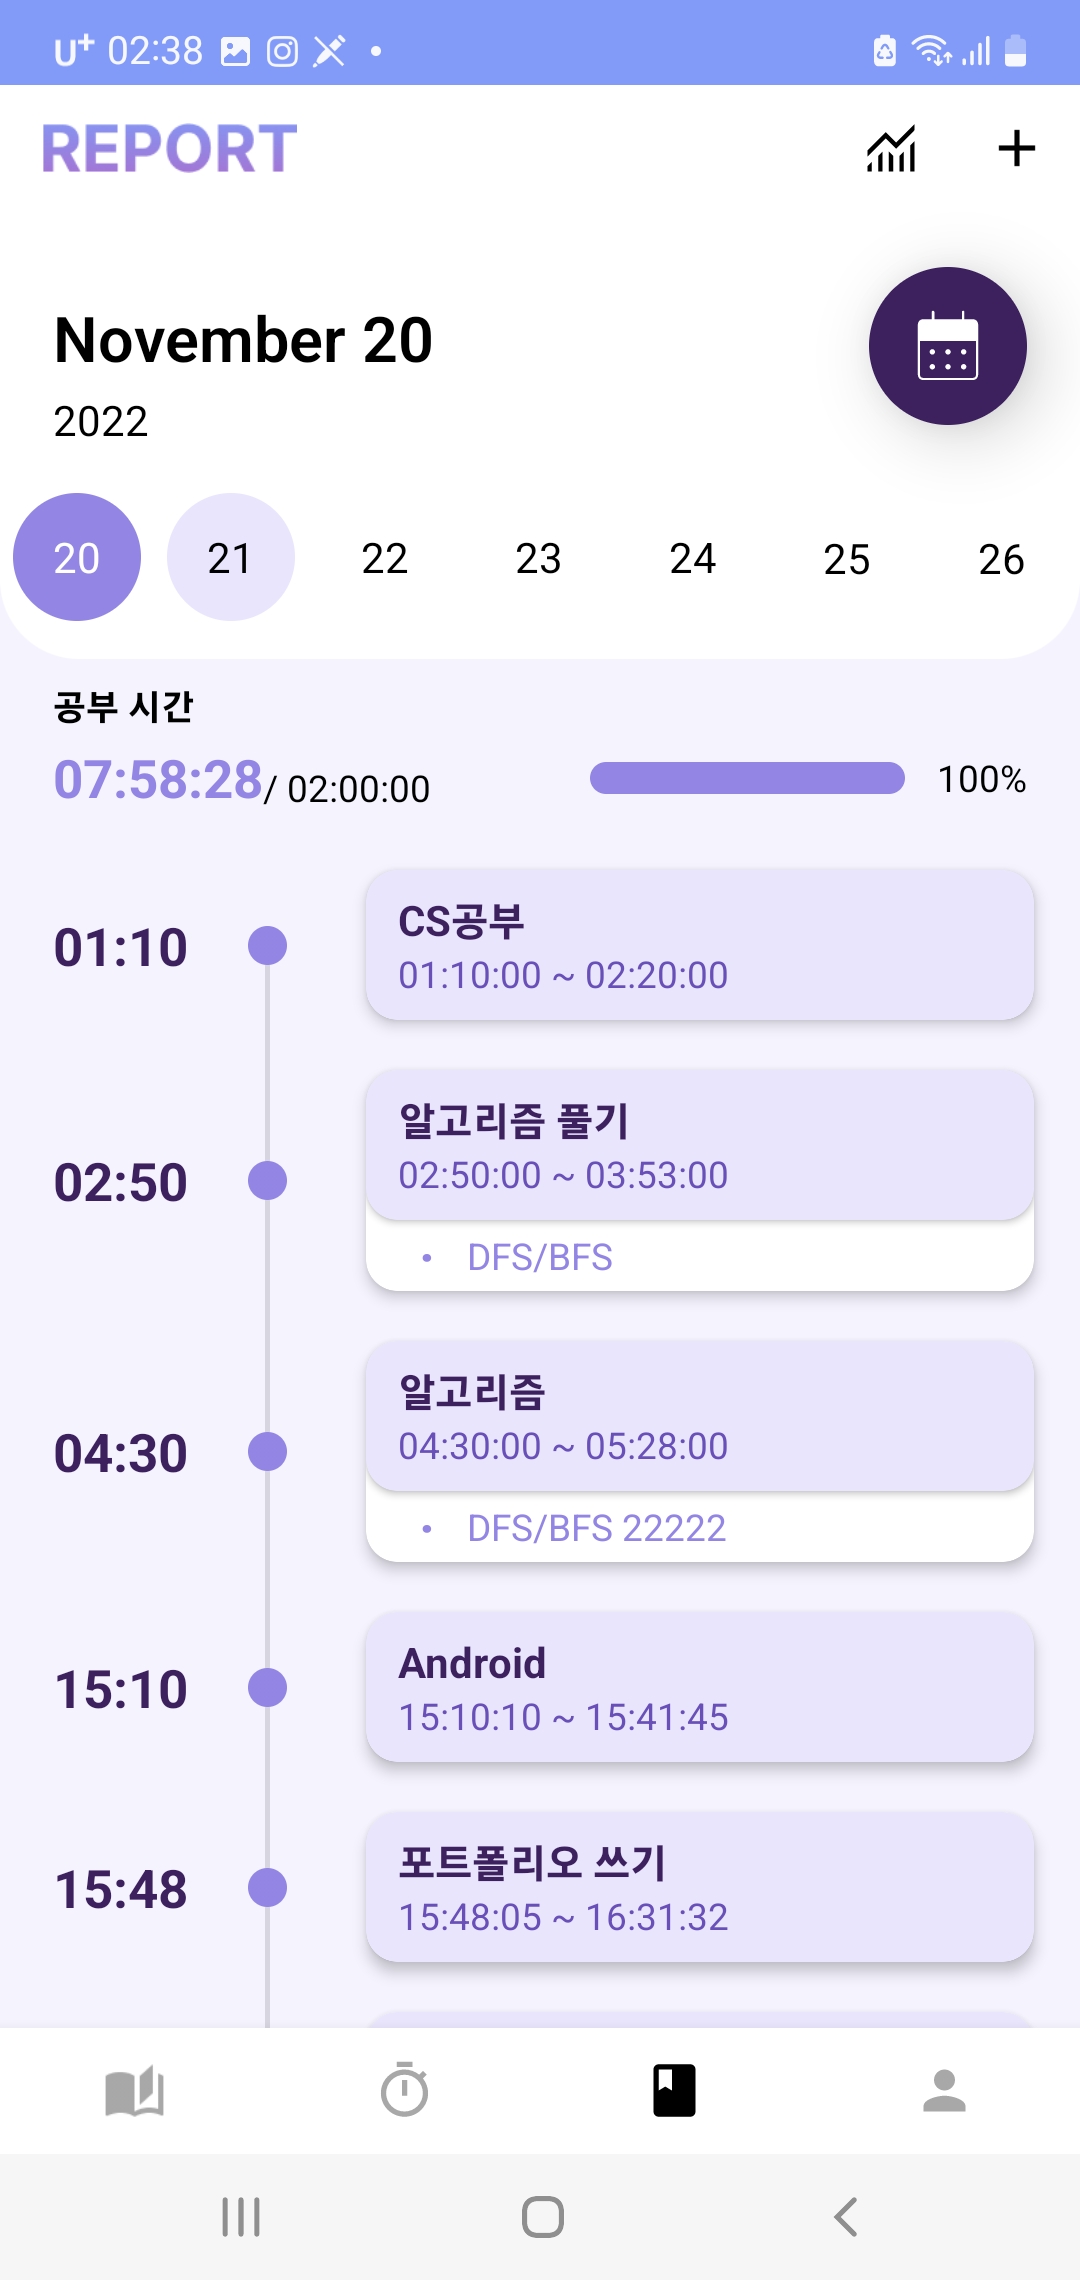 U+ 02:38
REPORT
November 20
2022
20 21 22 23 24 25 26
공부 시간
07:58:28/ 02:00:00 100%
01:10
CS공부
01:10:00 ~ 02:20:00
02:50
알고리즘 풀기
02:50:00 ~ 03:53:00
• DFS/BFS
04:30
알고리즘
04:30:00 ~ 05:28:00
• DFS/BFS 22222
15:10
Android
15:10:10 ~ 15:41:45
15:48
포트폴리오 쓰기
15:48:05 ~ 16:31:32